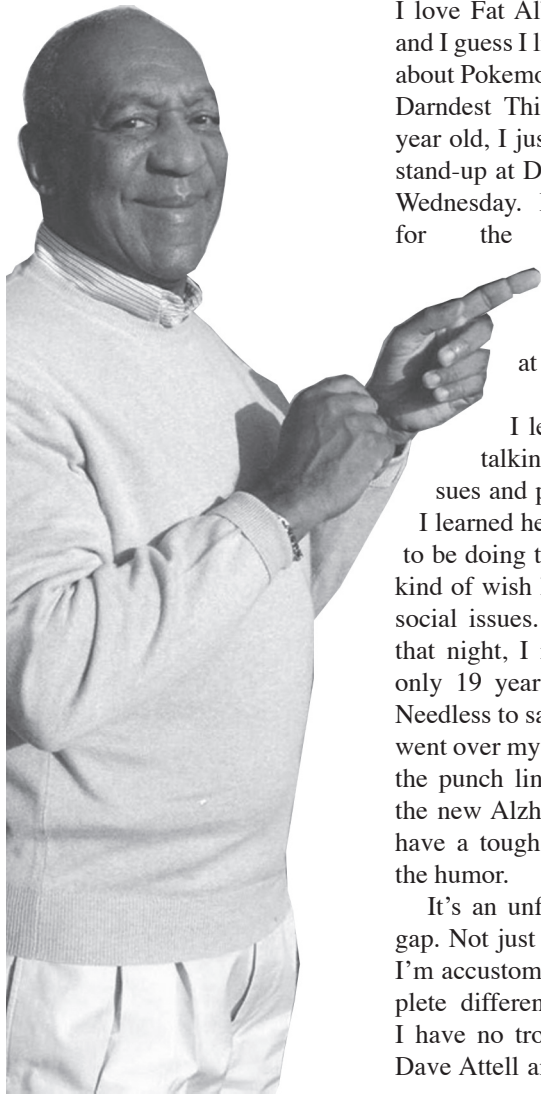 I love Fat Al
and I guess I l
about Pokemo
Darndest Thi
year old, I jus
stand-up at D
Wednesday.
for the
at
I le
talkin
sues and p
I learned he
to be doing t
kind of wish
social issues.
that night, I
only 19 year
Needless to sa
went over my
the punch lin
the new Alzh
have a tough
the humor.
It's an unf
gap. Not just
I'm accustom
plete differen
I have no tro
Dave Attell a